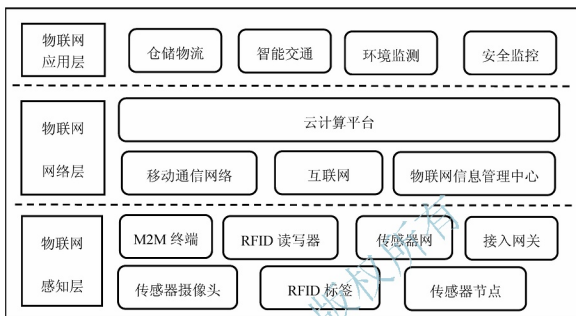 物联网
应用层
仓储物流
智能交通
环境监测
安全监控
物联网
网络层
云计算平台
移动通信网络
互联网
物联网信息管理中心
物联网
感知层
M2M 终端
RFID 读写器
传感器网
接入网关
传感器摄像头
RFID 标签
传感器节点
版权所有